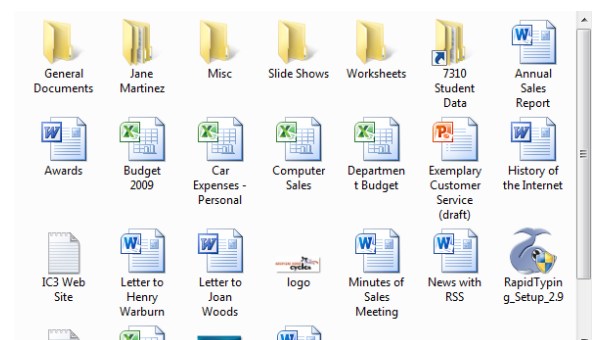 General
Documents
Jane
Martinez
Misc
Slide Shows
Worksheets
7310
Student
Data
Annual
Sales
Report
Awards
Budget
2009
Car
Expenses -
Personal
Computer
Sales
Departmen
t Budget
Exemplary
Customer
Service
(draft)
History of
the Internet
IC3 Web
Site
Letter to
Henry
Warburn
Letter to
Joan
Woods
cycles
logo
Minutes of
Sales
Meeting
News with
RSS
RapidTypin
g_Setup_2.9